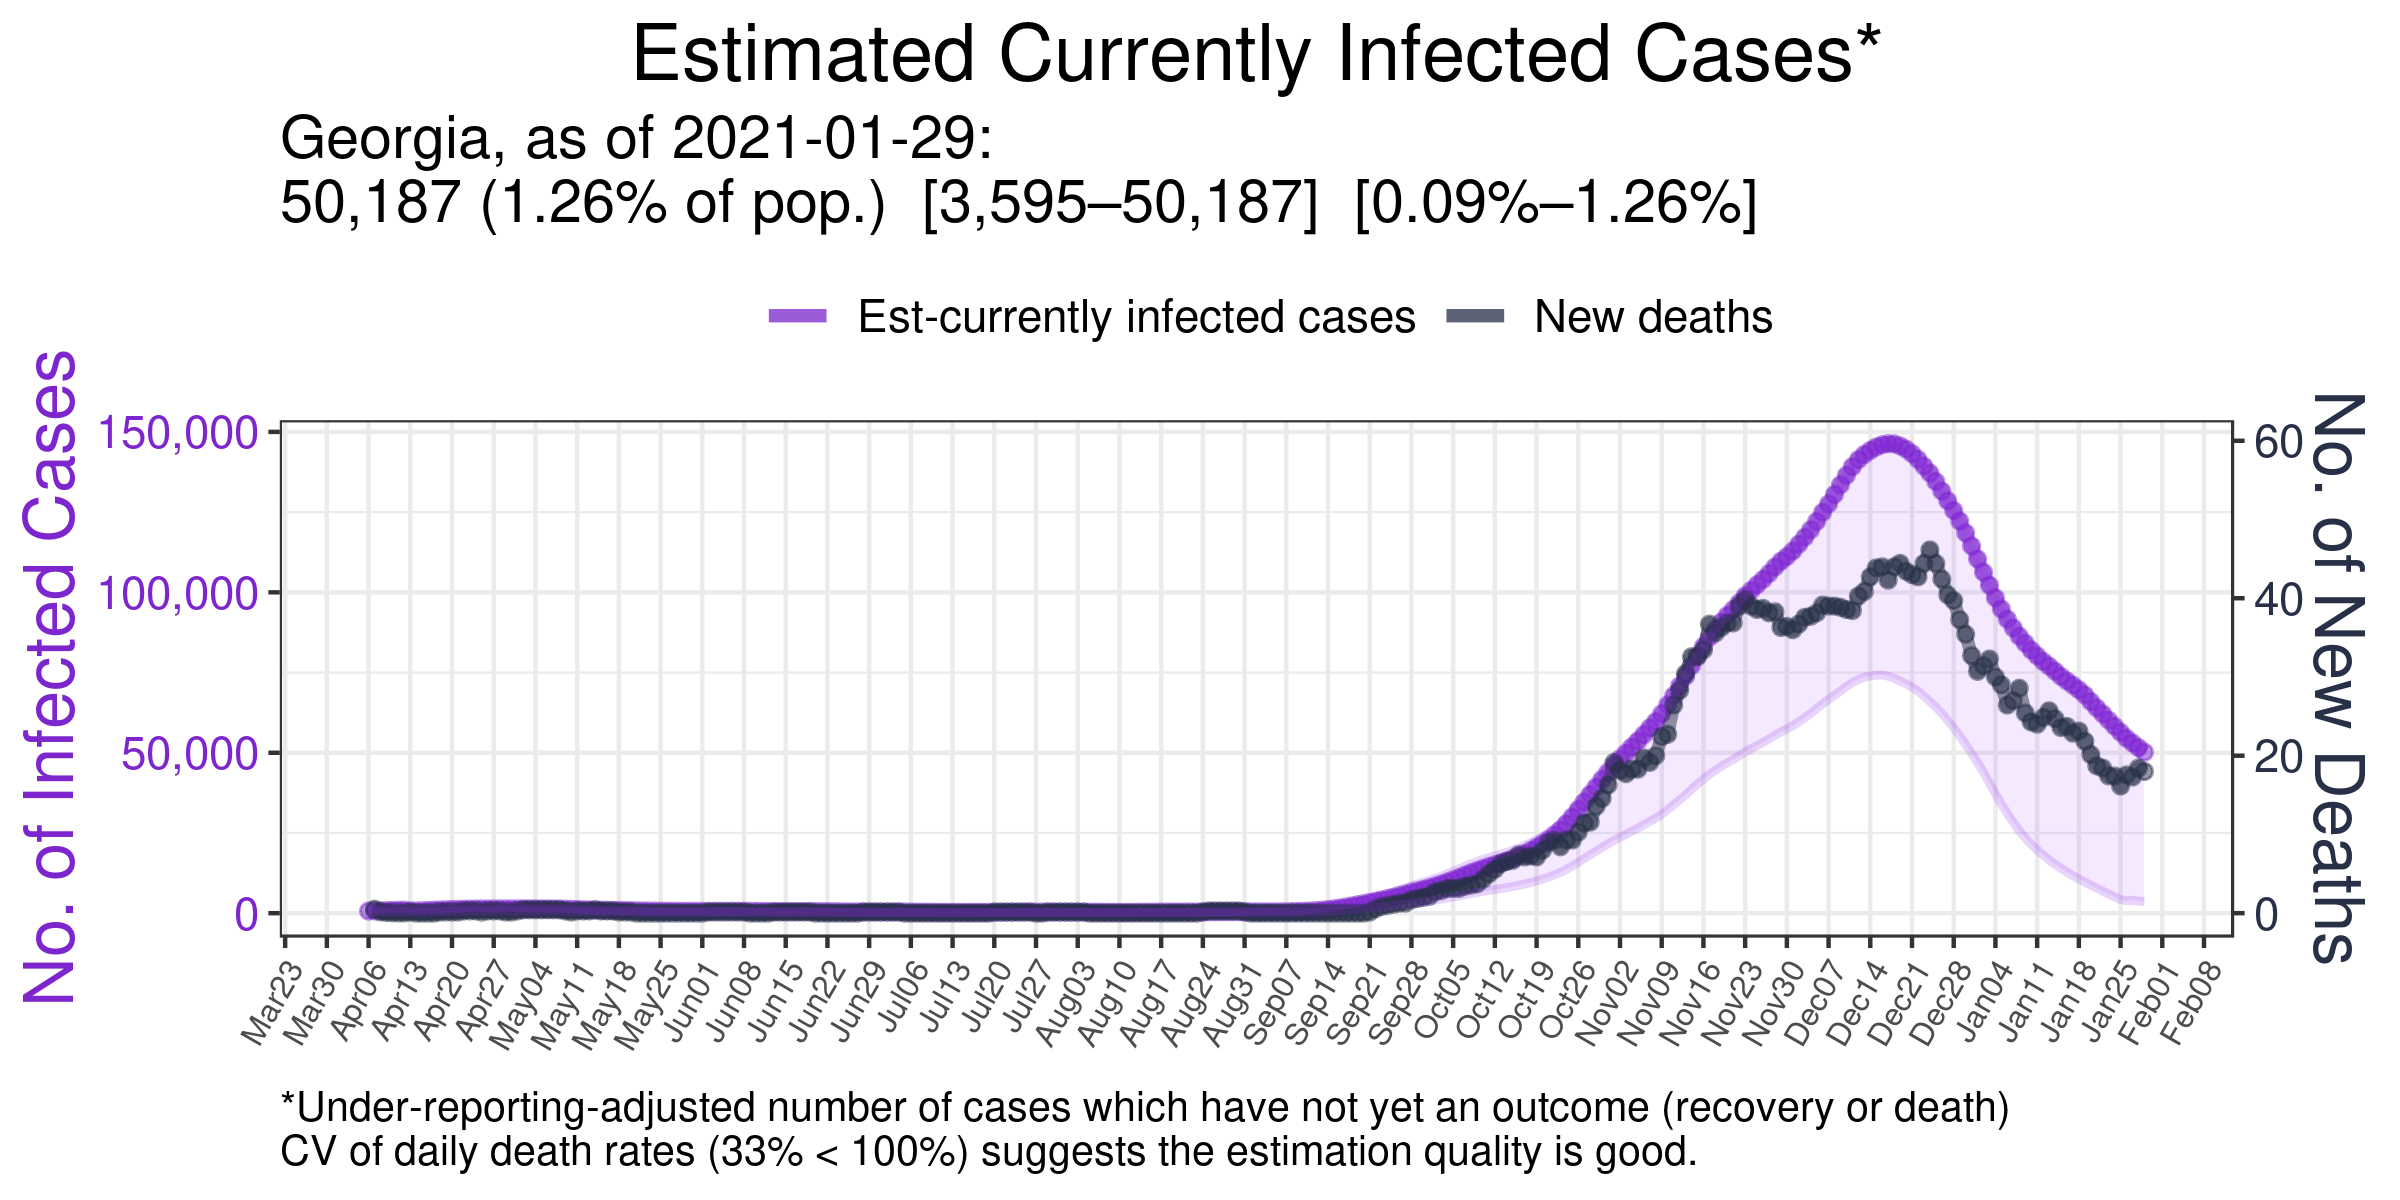 Estimated Currently Infected Cases*
Georgia, as of 2021-01-29:
50,187 (1.26% of pop.) [3,595–50,187] [0.09%–1.26%]
Est-currently infected cases New deaths
No. of Infected Cases
150,000
100,000
50,000
0
60
40
20
0
No. of New Deaths
Mar23 Mar30 Apr06 Apr13 Apr20 Apr27 May04 May11 May18 May25 Jun01 Jun08 Jun15 Jun22 Jun29 Jul06 Jul13 Jul20 Jul27 Aug03 Aug10 Aug17 Aug24 Aug31 Sep07 Sep14 Sep21 Sep28 Oct05 Oct12 Oct19 Oct26 Nov02 Nov09 Nov16 Nov23 Nov30 Dec07 Dec14 Dec21 Dec28 Jan04 Jan11 Jan18 Jan25 Feb01 Feb08
*Under-reporting-adjusted number of cases which have not yet an outcome (recovery or death)
CV of daily death rates (33% < 100%) suggests the estimation quality is good.